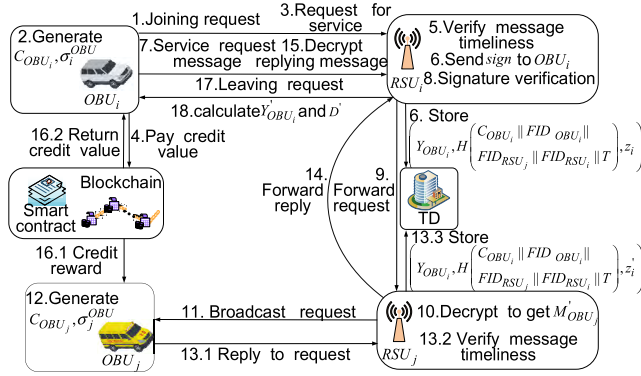 1.Joining request
3.Request for
service
2.Generate
C_{OBU_i}, σ_i^{OBU}
OBU_i
7.Service request
message
15.Decrypt
replying message
17.Leaving request
18.calculate Y'_{OBU_i} and D'
5.Verify message
timeliness
6.Send sign to OBU_i
8.Signature verification
RSU_i
16.2 Return
credit value
4.Pay credit
value
6. Store
(Y_{OBU_i}, H(C_{OBU_i} || FID_{OBU_i} ||
FID_{RSU_j} || FID_{RSU_i} || T), z_i)
14.
Forward
reply
9.
Forward
request
TD
Blockchain
Smart
contract
13.3 Store
(Y_{OBU_i}, H(C_{OBU_i} || FID_{OBU_i} ||
FID_{RSU_j} || FID_{RSU_i} || T), z_i')
16.1 Credit
reward
12.Generate
C_{OBU_j}, σ_j^{OBU}
OBU_j
11. Broadcast request
13.1 Reply to request
10.Decrypt to get M'_{OBU_j}
13.2 Verify message
timeliness
RSU_j